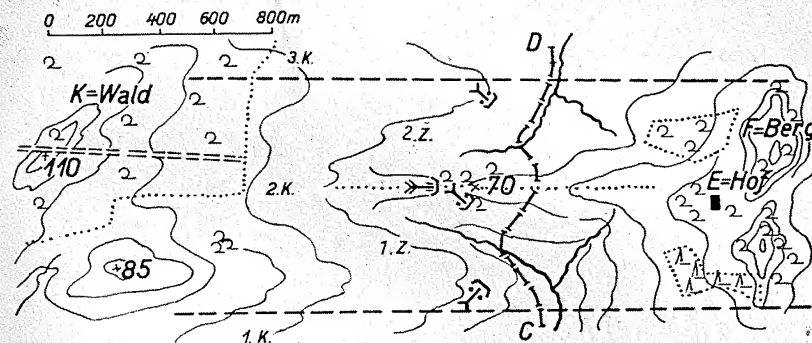 0 200 400 600 800m
D
3. K.
K=Wald
2. Z.
F=Berg
110
70
2. K.
E=Hof
1. Z.
+85
C
1. K.